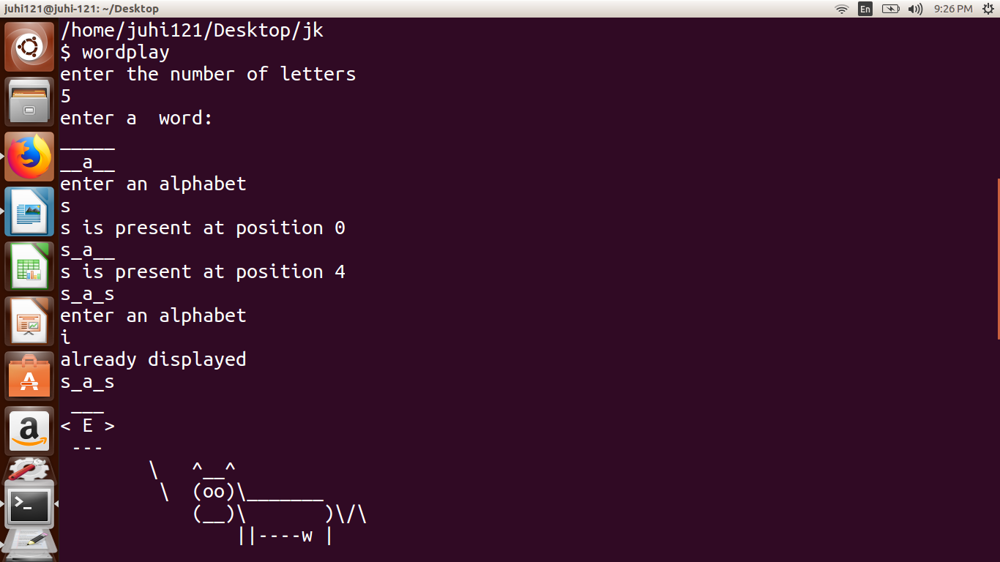 juhi121@juhi-121: ~/Desktop
En
9:26 PM
/home/juhi121/Desktop/jk
$ wordplay
enter the number of letters
5
enter a  word:
_____
__a__
enter an alphabet
s
s is present at position 0
s_a__
s is present at position 4
s_a_s
enter an alphabet
i
already displayed
s_a_s
 ___
< E >
 ---
        \   ^__^
         \  (oo)\_______
            (__)\       )\/\
                ||----w |